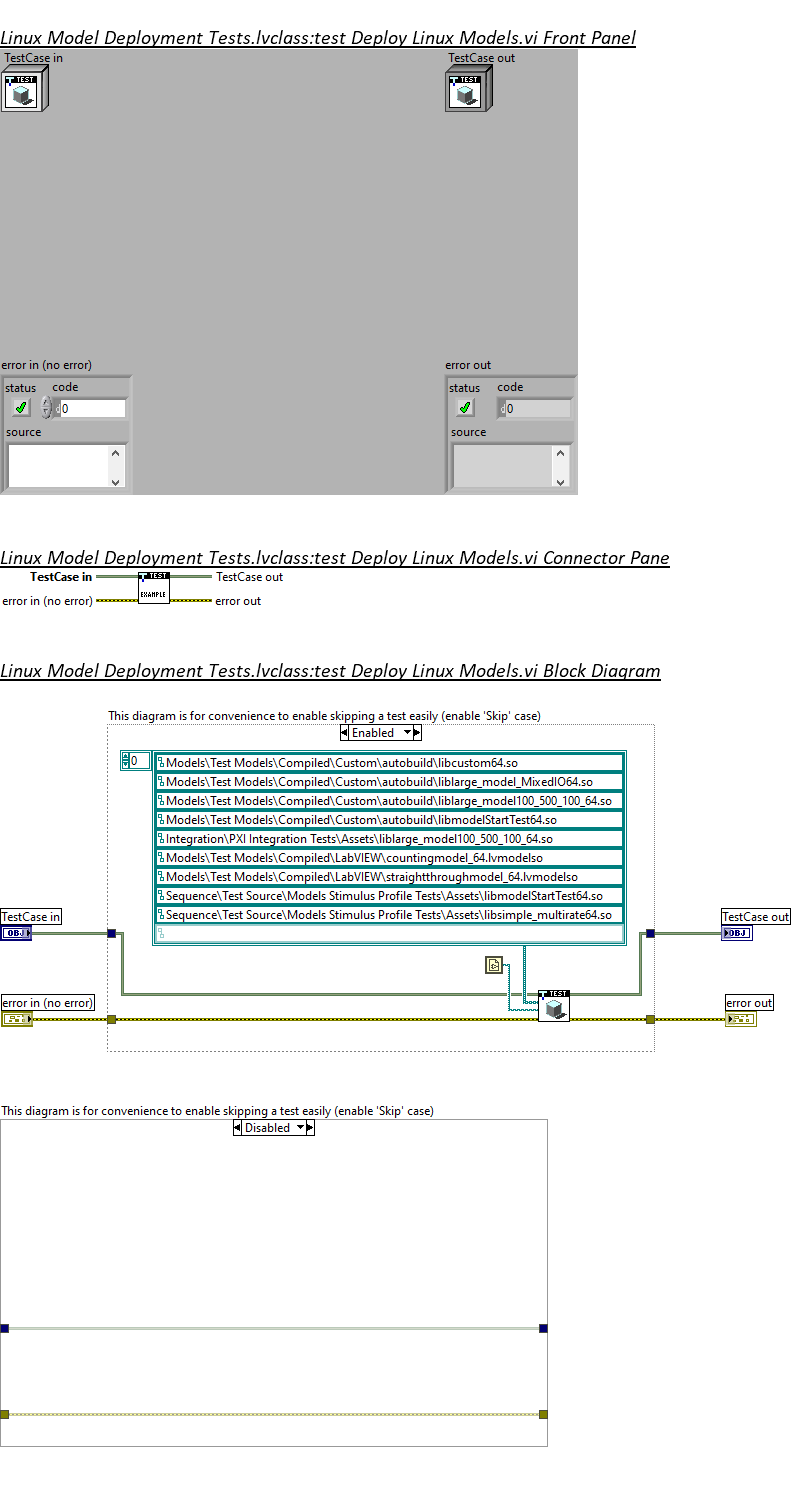 Linux Model Deployment Tests.lvclass:test Deploy Linux Models.vi Front Panel
TestCase in
TestCase out
TEST
TEST
error in (no error)
error out
status
code
status
code
d0
d0
source
source
Linux Model Deployment Tests.lvclass:test Deploy Linux Models.vi Connector Pane
TestCase in
TEST
TestCase out
error in (no error)
EXAMPLE
error out
Linux Model Deployment Tests.lvclass:test Deploy Linux Models.vi Block Diagram
This diagram is for convenience to enable skipping a test easily (enable 'Skip' case)
Enabled
0
Models\Test Models\Compiled\Custom\autobuild\libcustom64.so
Models\Test Models\Compiled\Custom\autobuild\liblarge_model_MixedIO64.so
Models\Test Models\Compiled\Custom\autobuild\liblarge_model100_500_100_64.so
Models\Test Models\Compiled\Custom\autobuild\libmodelStartTest64.so
Integration\PXI Integration Tests\Assets\liblarge_model100_500_100_64.so
Models\Test Models\Compiled\LabVIEW\countingmodel_64.lvmodelso
Models\Test Models\Compiled\LabVIEW\straightthroughmodel_64.lvmodelso
Sequence\Test Source\Models Stimulus Profile Tests\Assets\libmodelStartTest64.so
Sequence\Test Source\Models Stimulus Profile Tests\Assets\libsimple_multirate64.so
TestCase in
TestCase out
OBJ
OBJ
TEST
error in (no error)
error out
This diagram is for convenience to enable skipping a test easily (enable 'Skip' case)
Disabled